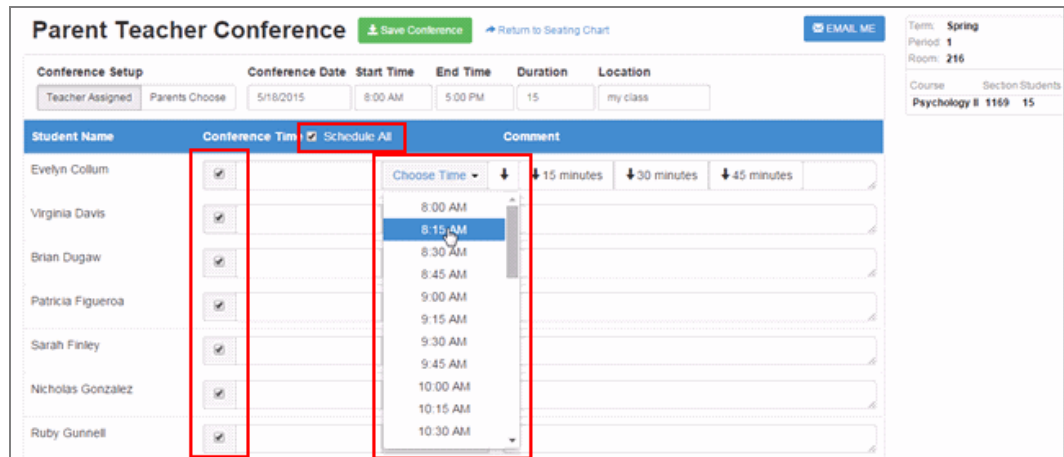 Parent Teacher Conference Save Conference Return to Seating Chart EMAIL ME
Term: Spring
Period: 1
Room: 216
Course Section Students
Psychology II 1169 15
Conference Setup Conference Date Start Time End Time Duration Location
Teacher Assigned Parents Choose 5/18/2015 8:00 AM 5:00 PM 15 my class
Student Name Conference Time Schedule All Comment
Evelyn Collum Choose Time 15 minutes 30 minutes 45 minutes
8:00 AM
Virginia Davis
8:15 AM
8:30 AM
Brian Dugaw
8:45 AM
9:00 AM
Patricia Figueroa
9:15 AM
9:30 AM
Sarah Finley
9:45 AM
10:00 AM
Nicholas Gonzalez
10:15 AM
10:30 AM
Ruby Gunnell